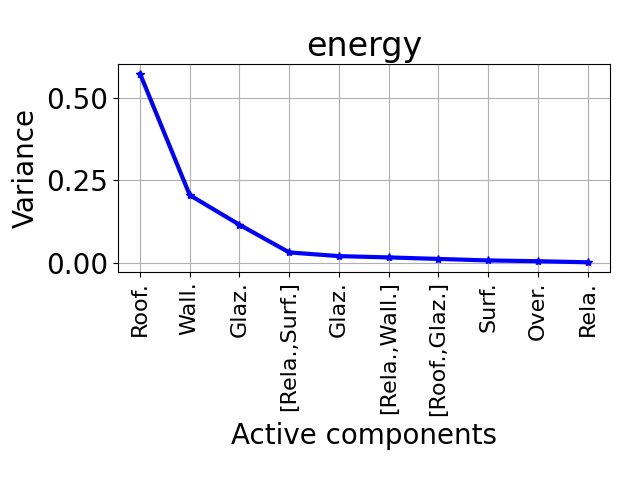 energy
Variance
0.50
0.25
0.00
Roof.
Wall.
Glaz.
[Rela.,Surf.]
Glaz.
[Rela.,Wall.]
[Roof.,Glaz.]
Surf.
Over.
Rela.
Active components